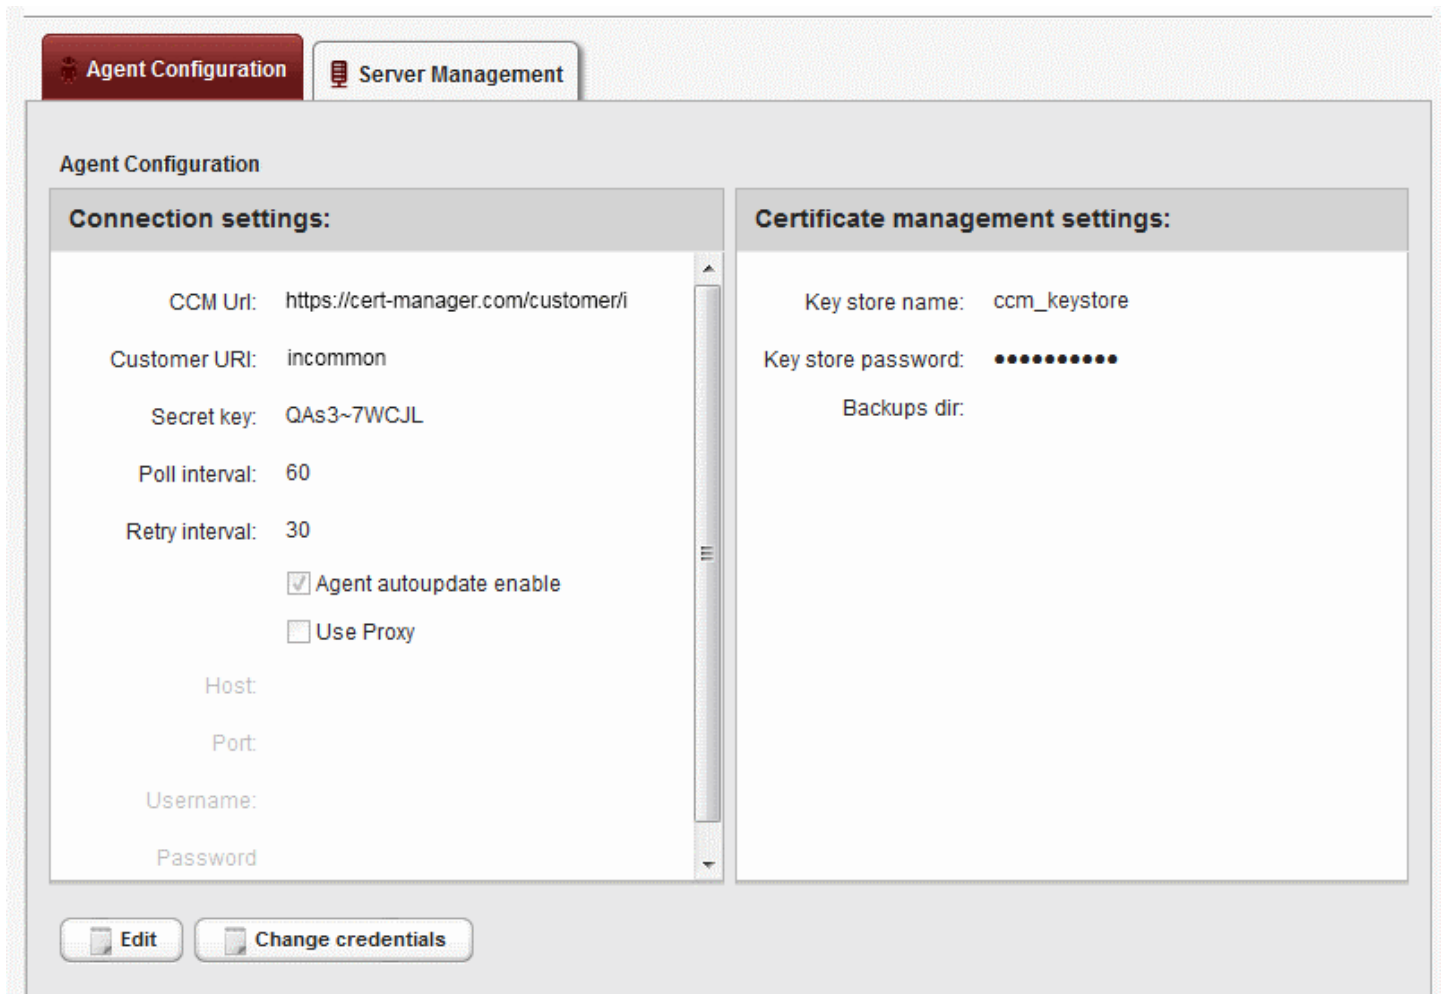 Agent Configuration
Server Management
Agent Configuration
Connection settings:
CCM Url: https://cert-manager.com/customer/i
Customer URI: incommon
Secret key: QAs3~7WCJL
Poll interval: 60
Retry interval: 30
Agent autoupdate enable
Use Proxy
Host:
Port:
Username:
Password
Certificate management settings:
Key store name: ccm_keystore
Key store password: ●●●●●●●●●●
Backups dir:
Edit
Change credentials